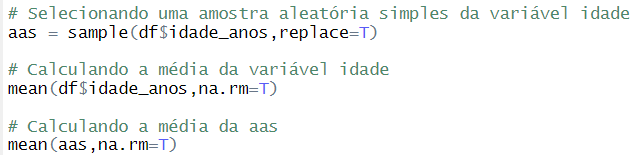 # Selecionando uma amostra aleatória simples da variável idade
aas = sample(df$idade_anos,replace=T)
# Calculando a média da variável idade
mean(df$idade_anos,na.rm=T)
# Calculando a média da aas
mean(aas,na.rm=T)